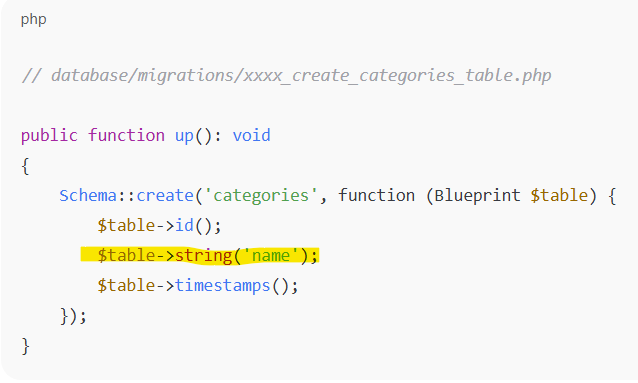 php
// database/migrations/xxxx_create_categories_table.php
public function up(): void
{
    Schema::create('categories', function (Blueprint $table) {
        $table->id();
        $table->string('name');
        $table->timestamps();
    });
}